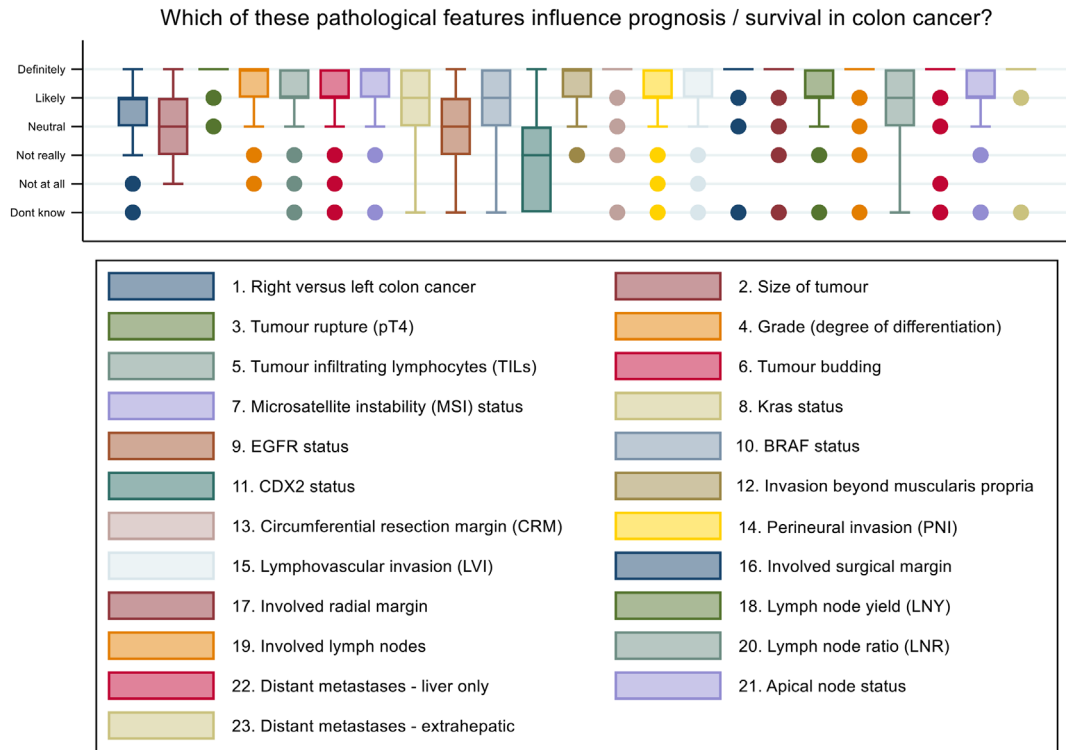 Which of these pathological features influence prognosis / survival in colon cancer?
Definitely
Likely
Neutral
Not really
Not at all
Dont know
1. Right versus left colon cancer
2. Size of tumour
3. Tumour rupture (pT4)
4. Grade (degree of differentiation)
5. Tumour infiltrating lymphocytes (TILs)
6. Tumour budding
7. Microsatellite instability (MSI) status
8. Kras status
9. EGFR status
10. BRAF status
11. CDX2 status
12. Invasion beyond muscularis propria
13. Circumferential resection margin (CRM)
14. Perineural invasion (PNI)
15. Lymphovascular invasion (LVI)
16. Involved surgical margin
17. Involved radial margin
18. Lymph node yield (LNY)
19. Involved lymph nodes
20. Lymph node ratio (LNR)
22. Distant metastases - liver only
21. Apical node status
23. Distant metastases - extrahepatic